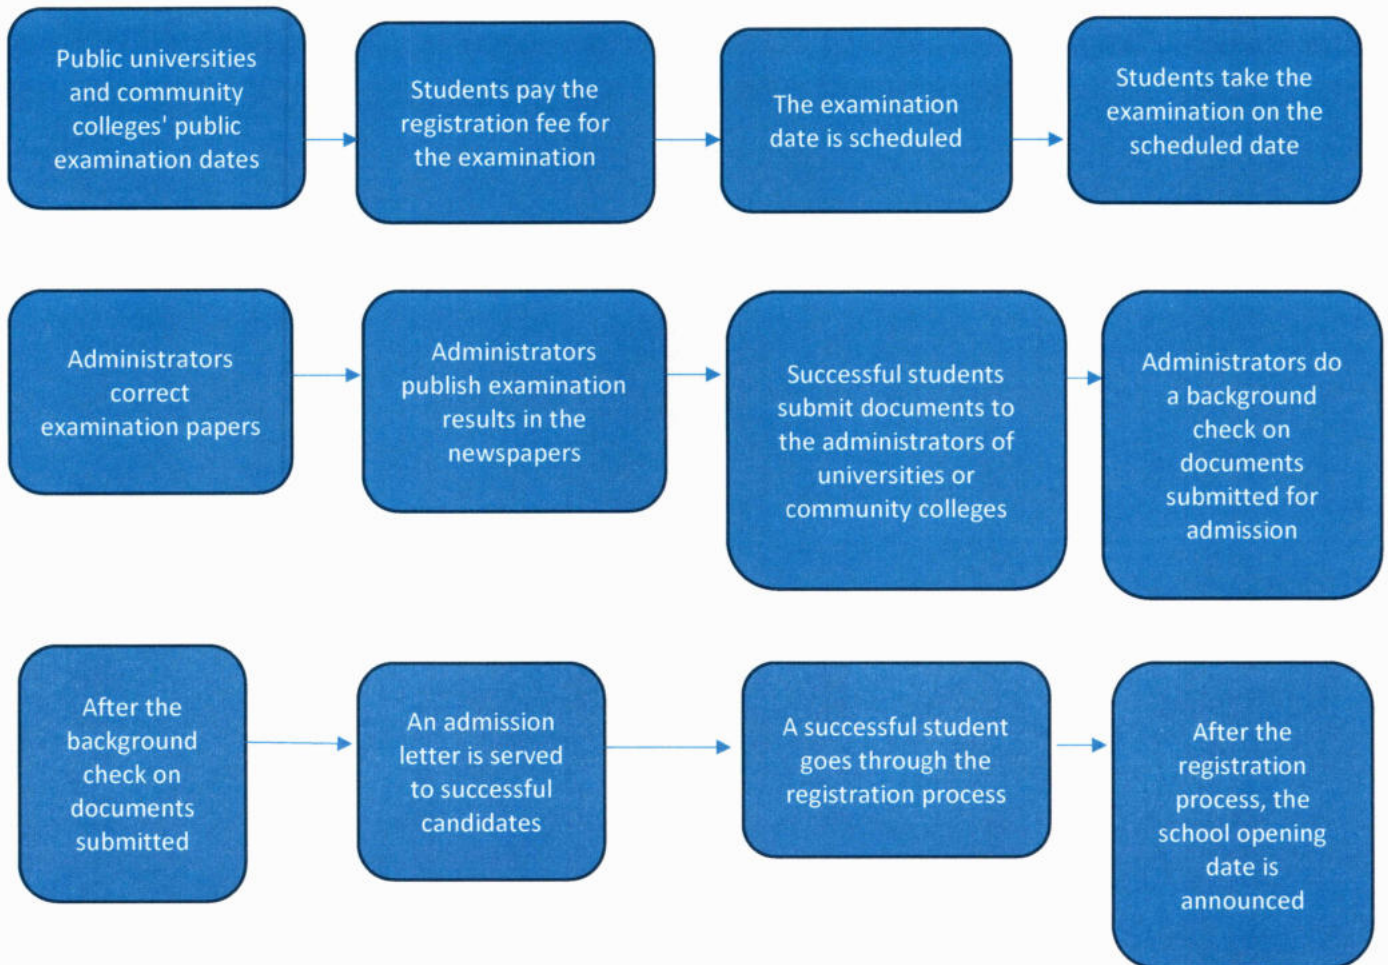 Public universities
and community
colleges' public
examination dates
Students pay the
registration fee for
the examination
The examination
date is scheduled
Students take the
examination on the
scheduled date
Administrators
correct
examination papers
Administrators
publish examination
results in the
newspapers
Successful students
submit documents to
the administrators of
universities or
community colleges
Administrators do
a background
check on
documents
submitted for
admission
After the
background
check on
documents
submitted
An admission
letter is served
to successful
candidates
A successful student
goes through the
registration process
After the
registration
process, the
school opening
date is
announced